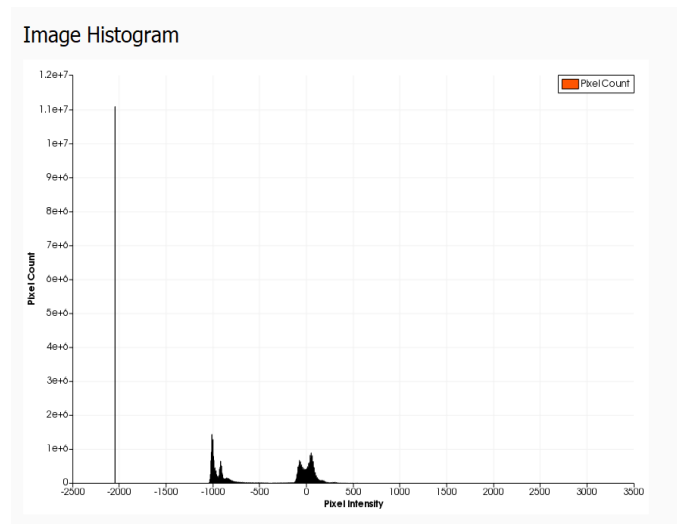 Image Histogram
1.2e+7
Pixel Count
1.1e+7
1e+7
9e+6
8e+6
7e+6
6e+6
5e+6
4e+6
3e+6
2e+6
1e+6
0
Pixel Count
-2500 -2000 -1500 -1000 -500 0 500 1000 1500 2000 2500 3000 3500
Pixel Intensity